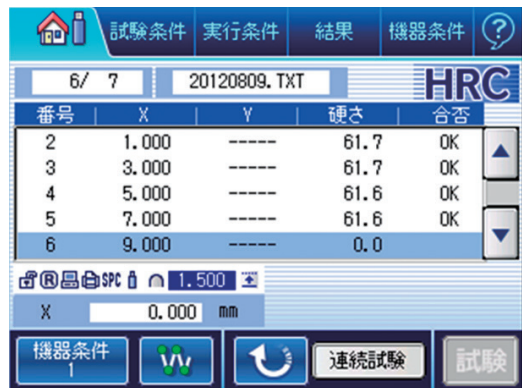 試験条件 実行条件 結果 機器条件 ?
6/ 7 20120809.TXT HRC
番号 X Y 硬さ 合否
2 1.000 ----- 61.7 OK
3 3.000 ----- 61.7 OK
4 5.000 ----- 61.6 OK
5 7.000 ----- 61.6 OK
6 9.000 ----- 0.0
R SPC 1.500
X 0.000 mm
機器条件 連続試験 試験
1